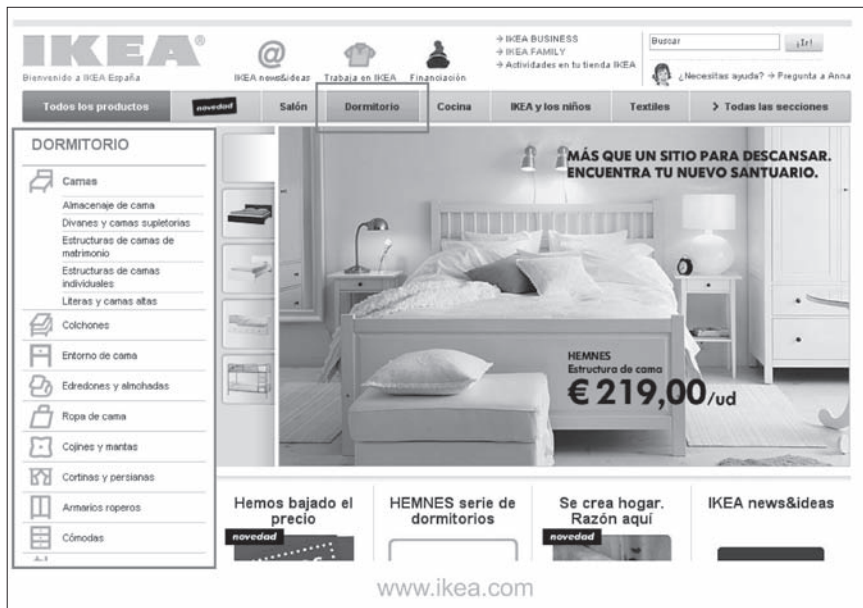 IKEA®
Bienvenido a IKEA España
@
IKEA news&ideas
Trabaja en IKEA
Financiación
→ IKEA BUSINESS
→ IKEA FAMILY
→ Actividades en tu tienda IKEA
Buscar
¡Ir!
¿Necesitas ayuda? → Pregunta a Anna
Todos los productos
novedad
Salón
Dormitorio
Cocina
IKEA y los niños
Textiles
> Todas las secciones
DORMITORIO
Camas
Almacenaje de cama
Divanes y camas supletorias
Estructuras de camas de
matrimonio
Estructuras de camas
individuales
Literas y camas altas
Colchones
Entorno de cama
Edredones y almohadas
Ropa de cama
Cojines y mantas
Cortinas y persianas
Armarios roperos
Cómodas
MÁS QUE UN SITIO PARA DESCANSAR.
ENCUENTRA TU NUEVO SANTUARIO.
HEMNES
Estructura de cama
€ 219,00/ud
Hemos bajado el
precio
novedad
HEMNES serie de
dormitorios
Se crea hogar.
Razón aquí
novedad
IKEA news&ideas
www.ikea.com